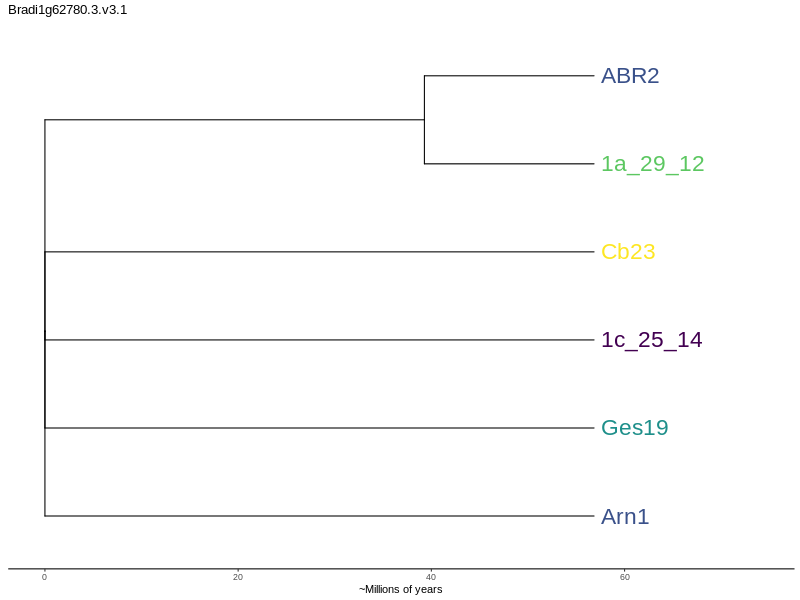 Bradi1g62780.3.v3.1
ABR2
1a_29_12
Cb23
1c_25_14
Ges19
Arn1
0 20 40 60
~Millions of years